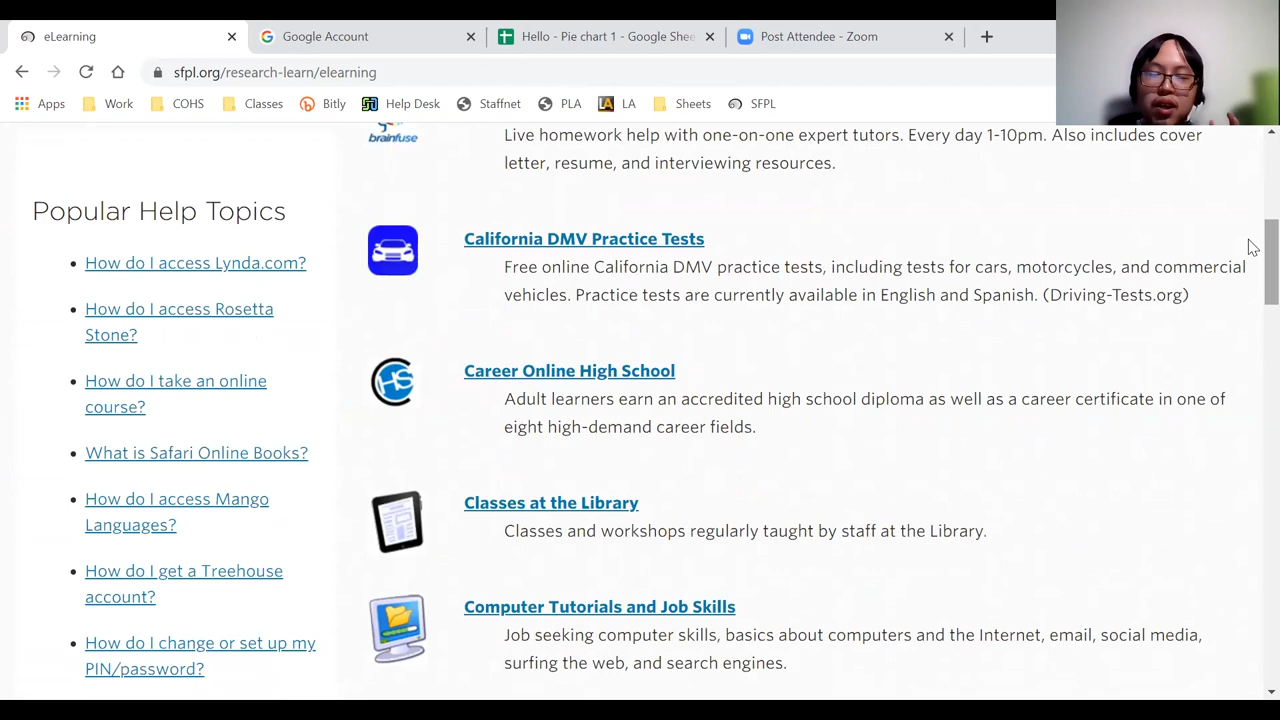 eLearning
Google Account
Hello - Pie chart 1 - Google Shee
Post Attendee - Zoom
sfpl.org/research-learn/elearning
Apps
Work
COHS
Classes
Bitly
Help Desk
Staffnet
PLA
LA
Sheets
SFPL
brainfuse
Live homework help with one-on-one expert tutors. Every day 1-10pm. Also includes cover
letter, resume, and interviewing resources.
Popular Help Topics
• How do I access Lynda.com?
• How do I access Rosetta
Stone?
• How do I take an online
course?
• What is Safari Online Books?
• How do I access Mango
Languages?
• How do I get a Treehouse
account?
• How do I change or set up my
PIN/password?
California DMV Practice Tests
Free online California DMV practice tests, including tests for cars, motorcycles, and commercial
vehicles. Practice tests are currently available in English and Spanish. (Driving-Tests.org)
CHS
Career Online High School
Adult learners earn an accredited high school diploma as well as a career certificate in one of
eight high-demand career fields.
Classes at the Library
Classes and workshops regularly taught by staff at the Library.
Computer Tutorials and Job Skills
Job seeking computer skills, basics about computers and the Internet, email, social media,
surfing the web, and search engines.